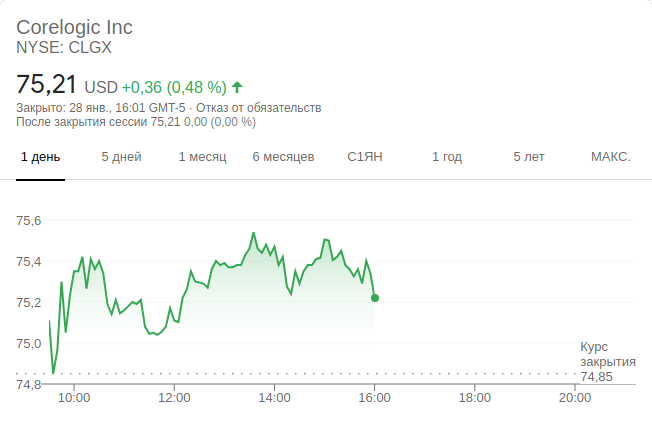 Corelogic Inc
NYSE: CLGX
75,21 USD +0,36 (0,48 %)
Закрыто: 28 янв., 16:01 GMT-5 · Отказ от обязательств
После закрытия сессии 75,21 0,00 (0,00 %)
1 день 5 дней 1 месяц 6 месяцев С1ЯН 1 год 5 лет МАКС.
75,6
75,4
75,2
75,0
74,8
Курс
закрытия
74,85
10:00 12:00 14:00 16:00 18:00 20:00